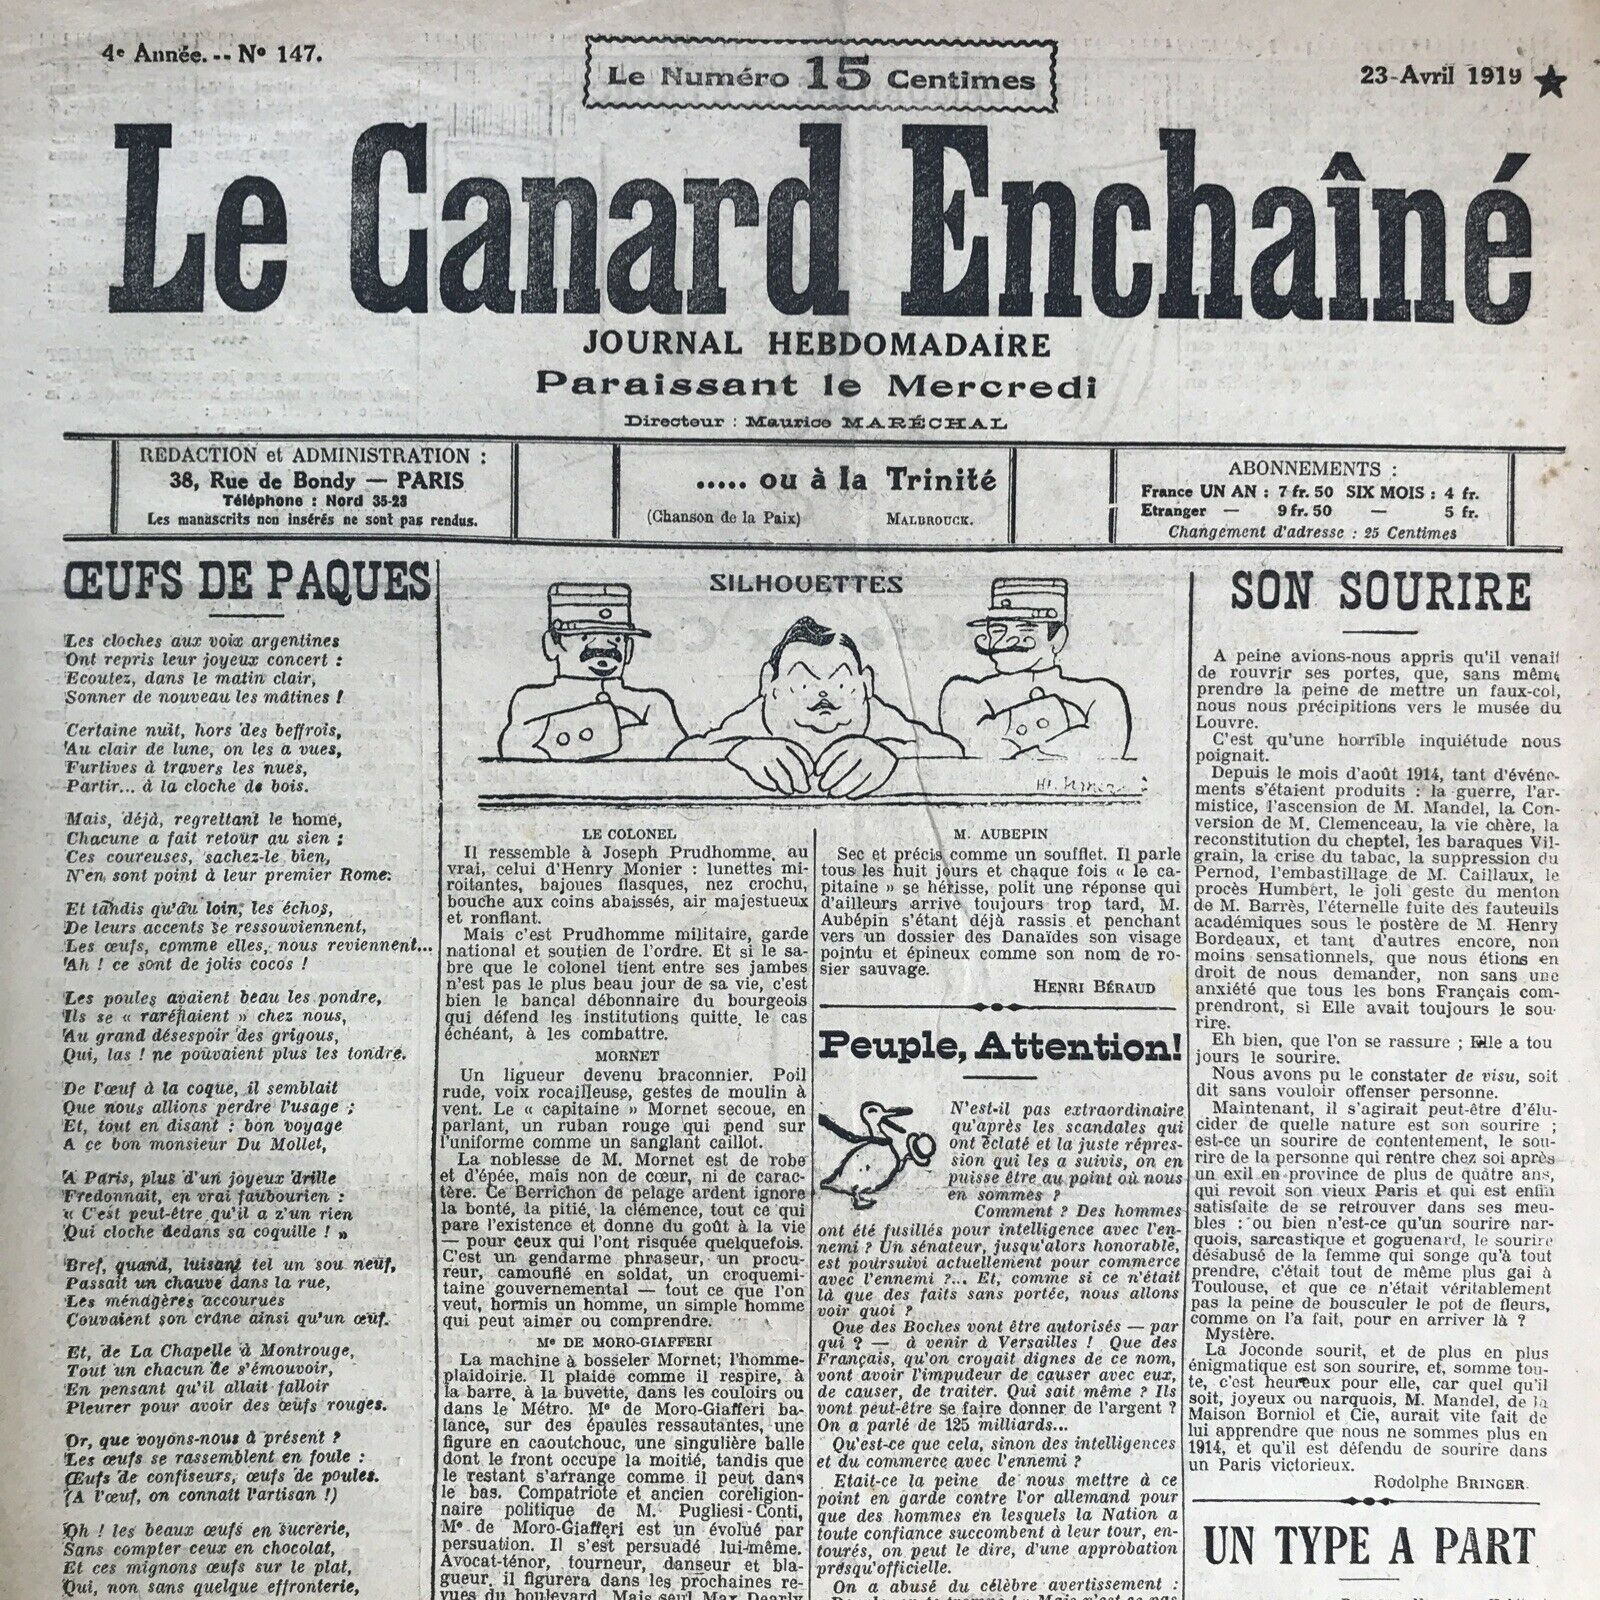 4e Année. -- No 147.
Le Numéro 15 Centimes
23 Avril 1919 ★
Le Canard Enchaîné
JOURNAL HEBDOMADAIRE
Paraissant le Mercredi
Directeur : Maurice MARÉCHAL
REDACTION et ADMINISTRATION :
38, Rue de Bondy — PARIS
Téléphone : Nord 35-23
Les manuscrits non insérés ne sont pas rendus.
..... ou à la Trinité
(Chanson de la Paix) MALBROUCK.
ABONNEMENTS :
France UN AN : 7 fr. 50 SIX MOIS : 4 fr.
Etranger — 9 fr. 50 — 5 fr.
Changement d'adresse : 25 Centimes
ŒUFS DE PAQUES
Les cloches aux voix argentines
Ont repris leur joyeux concert :
Ecoutez, dans le matin clair,
Sonner de nouveau les mâtines !
Certaine nuit, hors des beffrois,
Au clair de lune, on les a vues,
Furtives à travers les nues,
Partir... à la cloche de bois.
Mais, déjà, regrettant le home,
Chacune a fait retour au sien ;
Ces coureuses, sachez-le bien,
N'en sont point à leur premier Rome.
Et tandis qu'au loin, les échos,
De leurs accents se ressouviennent,
Les œufs, comme elles, nous reviennent...
Ah ! ce sont de jolis cocos !
Les poules avaient beau les pondre,
Ils se « raréfiaient » chez nous,
Au grand désespoir des grigous,
Qui, las ! ne pouvaient plus les tondre.
De l'œuf à la coque, il semblait
Que nous allions perdre l'usage ;
Et, tout en disant : bon voyage
A ce bon monsieur Du Mollet,
A Paris, plus d'un joyeux drille
Fredonnait, en vrai faubourien :
« C'est peut-être qu'il a z'un rien
Qui cloche dedans sa coquille ! »
Bref, quand, luisant tel un sou neuf,
Passait un chauve dans la rue,
Les ménagères accourues
Couvaient son crâne ainsi qu'un œuf.
Et, de La Chapelle à Montrouge,
Tout un chacun de s'émouvoir,
En pensant qu'il allait falloir
Pleurer pour avoir des œufs rouges.
Or, que voyons-nous à présent ?
Les œufs se rassemblent en foule :
Œufs de confiseurs, œufs de poules.
(A l'œuf, on connaît l'artisan !)
Oh ! les beaux œufs en sucrerie,
Sans compter ceux en chocolat,
Et ces mignons œufs sur le plat,
Qui, non sans quelque effronterie,
SILHOUETTES
LE COLONEL
Il ressemble à Joseph Prudhomme, au
vrai, celui d'Henry Monier : lunettes mi-
roitantes, bajoues flasques, nez crochu,
bouche aux coins abaissés, air majestueux
et ronflant.
Mais c'est Prudhomme militaire, garde
national et soutien de l'ordre. Et si le sa-
bre que le colonel tient entre ses jambes
n'est pas le plus beau jour de sa vie, c'est
bien le bancal débonnaire du bourgeois
qui défend les institutions quitte, le cas
échéant, à les combattre.
MORNET
Un ligueur devenu braconnier. Poil
rude, voix rocailleuse, gestes de moulin à
vent. Le « capitaine » Mornet secoue, en
parlant, un ruban rouge qui pend sur
l'uniforme comme un sanglant caillot.
La noblesse de M. Mornet est de robe
et d'épée, mais non de cœur, ni de carac-
tère. Ce Berrichon de pelage ardent ignore
la bonté, la pitié, la clémence, tout ce qui
pare l'existence et donne du goût à la vie
— pour ceux qui l'ont risquée quelquefois.
C'est un gendarme phraseur, un procu-
reur, camouflé en soldat, un croquemi-
taine gouvernemental — tout ce que l'on
veut, hormis un homme, un simple homme
qui peut aimer ou comprendre.
Me DE MORO-GIAFFERI
La machine à bosseler Mornet; l'homme-
plaidoirie. Il plaide comme il respire, à
la barre, à la buvette, dans les couloirs ou
dans le Métro. Me de Moro-Giafferi ba-
lance, sur des épaules ressautantes, une
figure en caoutchouc, une singulière balle
dont le front occupe la moitié, tandis que
le restant s'arrange comme il peut dans
le bas. Compatriote et ancien coreligion-
naire politique de M. Pugliesi-Conti,
Me de Moro-Giafferi est un évolué par
persuation. Il s'est persuadé lui-même.
Avocat-ténor, tourneur, danseur et bla-
gueur, il figurera dans les prochaines re-
vues du boulevard. Mais seul Max Dearly
M. AUBEPIN
Sec et précis comme un soufflet. Il parle
tous les huit jours et chaque fois « le ca-
pitaine » se hérisse, polit une réponse qui
d'ailleurs arrive toujours trop tard, M.
Aubépin s'étant déjà rassis et penchant
vers un dossier des Danaïdes son visage
pointu et épineux comme son nom de ro-
sier sauvage.
HENRI BÉRAUD
Peuple, Attention!
N'est-il pas extraordinaire
qu'après les scandales qui
ont éclaté et la juste répres-
sion qui les a suivis, on en
puisse être au point où nous
en sommes ?
Comment ? Des hommes
ont été fusillés pour intelligence avec l'en-
nemi ? Un sénateur, jusqu'alors honorable,
est poursuivi actuellement pour commerce
avec l'ennemi ?... Et, comme si ce n'était
là que des faits sans portée, nous allons
voir quoi ?
Que des Boches vont être autorisés — par
qui ? — à venir à Versailles ! Que des
Français, qu'on croyait dignes de ce nom,
vont avoir l'impudeur de causer avec eux,
de causer, de traiter. Qui sait même ? Ils
vont peut-être se faire donner de l'argent ?
On a parlé de 125 milliards...
Qu'est-ce que cela, sinon des intelligences
et du commerce avec l'ennemi ?
Etait-ce la peine de nous mettre à ce
point en garde contre l'or allemand pour
que des hommes en lesquels la Nation a
toute confiance succombent à leur tour, en-
tourés, on peut le dire, d'une approbation
presqu'officielle.
On a abusé du célèbre avertissement :
SON SOURIRE
A peine avions-nous appris qu'il venait
de rouvrir ses portes, que, sans même
prendre la peine de mettre un faux-col,
nous nous précipitions vers le musée du
Louvre.
C'est qu'une horrible inquiétude nous
poignait.
Depuis le mois d'août 1914, tant d'événe-
ments s'étaient produits : la guerre, l'ar-
mistice, l'ascension de M. Mandel, la Con-
version de M. Clemenceau, la vie chère, la
reconstitution du cheptel, les baraques Vil-
grain, la crise du tabac, la suppression du
Pernod, l'embastillage de M. Caillaux, le
procès Humbert, le joli geste du menton
de M. Barrès, l'éternelle fuite des fauteuils
académiques sous le postère de M. Henry
Bordeaux, et tant d'autres encore, non
moins sensationnels, que nous étions en
droit de nous demander, non sans une
anxiété que tous les bons Français com-
prendront, si Elle avait toujours le sou-
rire.
Eh bien, que l'on se rassure ; Elle a tou
jours le sourire.
Nous avons pu le constater de visu, soit
dit sans vouloir offenser personne.
Maintenant, il s'agirait peut-être d'élu-
cider de quelle nature est son sourire ;
est-ce un sourire de contentement, le sou-
rire de la personne qui rentre chez soi après
un exil en province de plus de quatre ans,
qui revoit son vieux Paris et qui est enfin
satisfaite de se retrouver dans ses meu-
bles : ou bien n'est-ce qu'un sourire nar-
quois, sarcastique et goguenard, le sourire
désabusé de la femme qui songe qu'à tout
prendre, c'était tout de même plus gai à
Toulouse, et que ce n'était véritablement
pas la peine de bousculer le pot de fleurs,
comme on l'a fait, pour en arriver là ?
Mystère.
La Joconde sourit, et de plus en plus
énigmatique est son sourire, et, somme tou-
te, c'est heureux pour elle, car quel qu'il
soit, joyeux ou narquois, M. Mandel, de la
Maison Borniol et Cie, aurait vite fait de
lui apprendre que nous ne sommes plus en
1914, et qu'il est défendu de sourire dans
un Paris victorieux.
Rodolphe BRINGER.
UN TYPE A PART